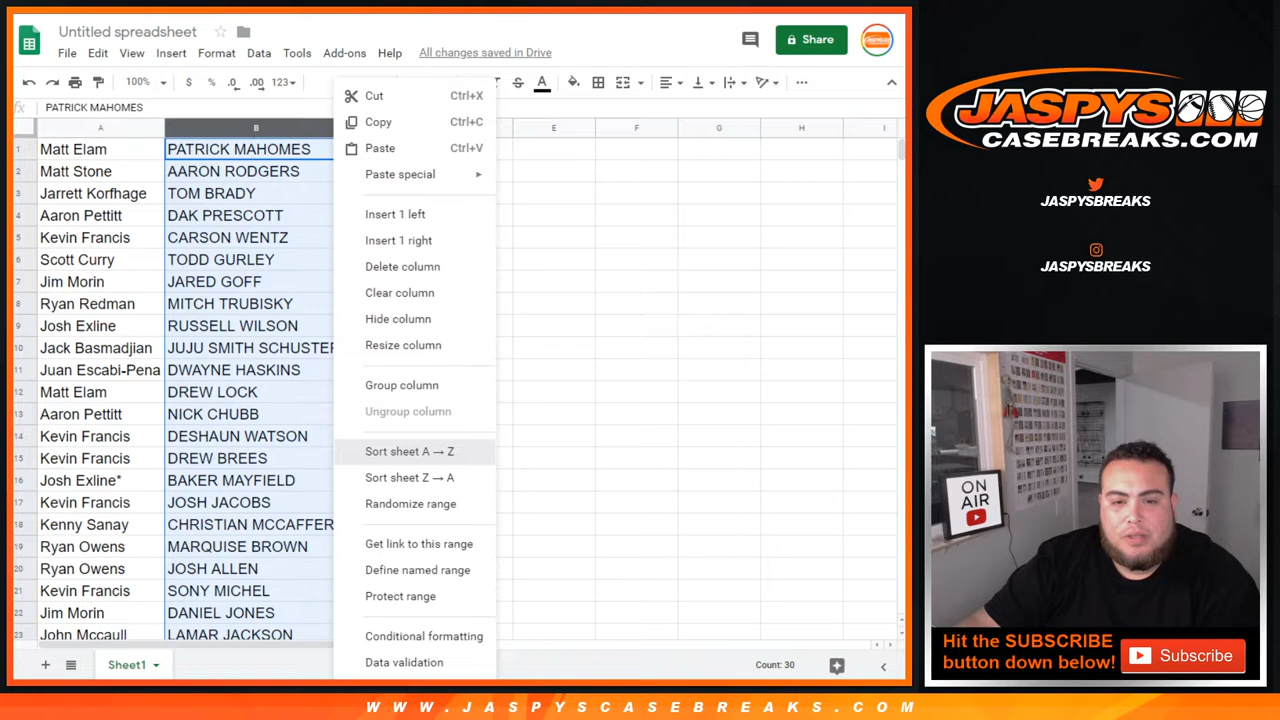 Untitled spreadsheet
File Edit View Insert Format Data Tools Add-ons Help All changes saved in Drive
Share
100% $ % .0 .00 123
fx PATRICK MAHOMES
A B E F G H I
1 Matt Elam PATRICK MAHOMES
2 Matt Stone AARON RODGERS
3 Jarrett Korfhage TOM BRADY
4 Aaron Pettitt DAK PRESCOTT
5 Kevin Francis CARSON WENTZ
6 Scott Curry TODD GURLEY
7 Jim Morin JARED GOFF
8 Ryan Redman MITCH TRUBISKY
9 Josh Exline RUSSELL WILSON
10 Jack Basmadjian JUJU SMITH SCHUSTER
11 Juan Escabi-Pena DWAYNE HASKINS
12 Matt Elam DREW LOCK
13 Aaron Pettitt NICK CHUBB
14 Kevin Francis DESHAUN WATSON
15 Kevin Francis DREW BREES
16 Josh Exline* BAKER MAYFIELD
17 Kevin Francis JOSH JACOBS
18 Kenny Sanay CHRISTIAN MCCAFFER
19 Ryan Owens MARQUISE BROWN
20 Ryan Owens JOSH ALLEN
21 Kevin Francis SONY MICHEL
22 Jim Morin DANIEL JONES
23 John Mccaull LAMAR JACKSON
Cut Ctrl+X
Copy Ctrl+C
Paste Ctrl+V
Paste special
Insert 1 left
Insert 1 right
Delete column
Clear column
Hide column
Resize column
Group column
Ungroup column
Sort sheet A → Z
Sort sheet Z → A
Randomize range
Get link to this range
Define named range
Protect range
Conditional formatting
Data validation
Sheet1
Count: 30
JASPYS
CASEBREAKS.COM
JASPYSBREAKS
JASPYSBREAKS
ON
AIR
Hit the SUBSCRIBE
button down below!
Subscribe
WWW.JASPYSCASEBREAKS.COM